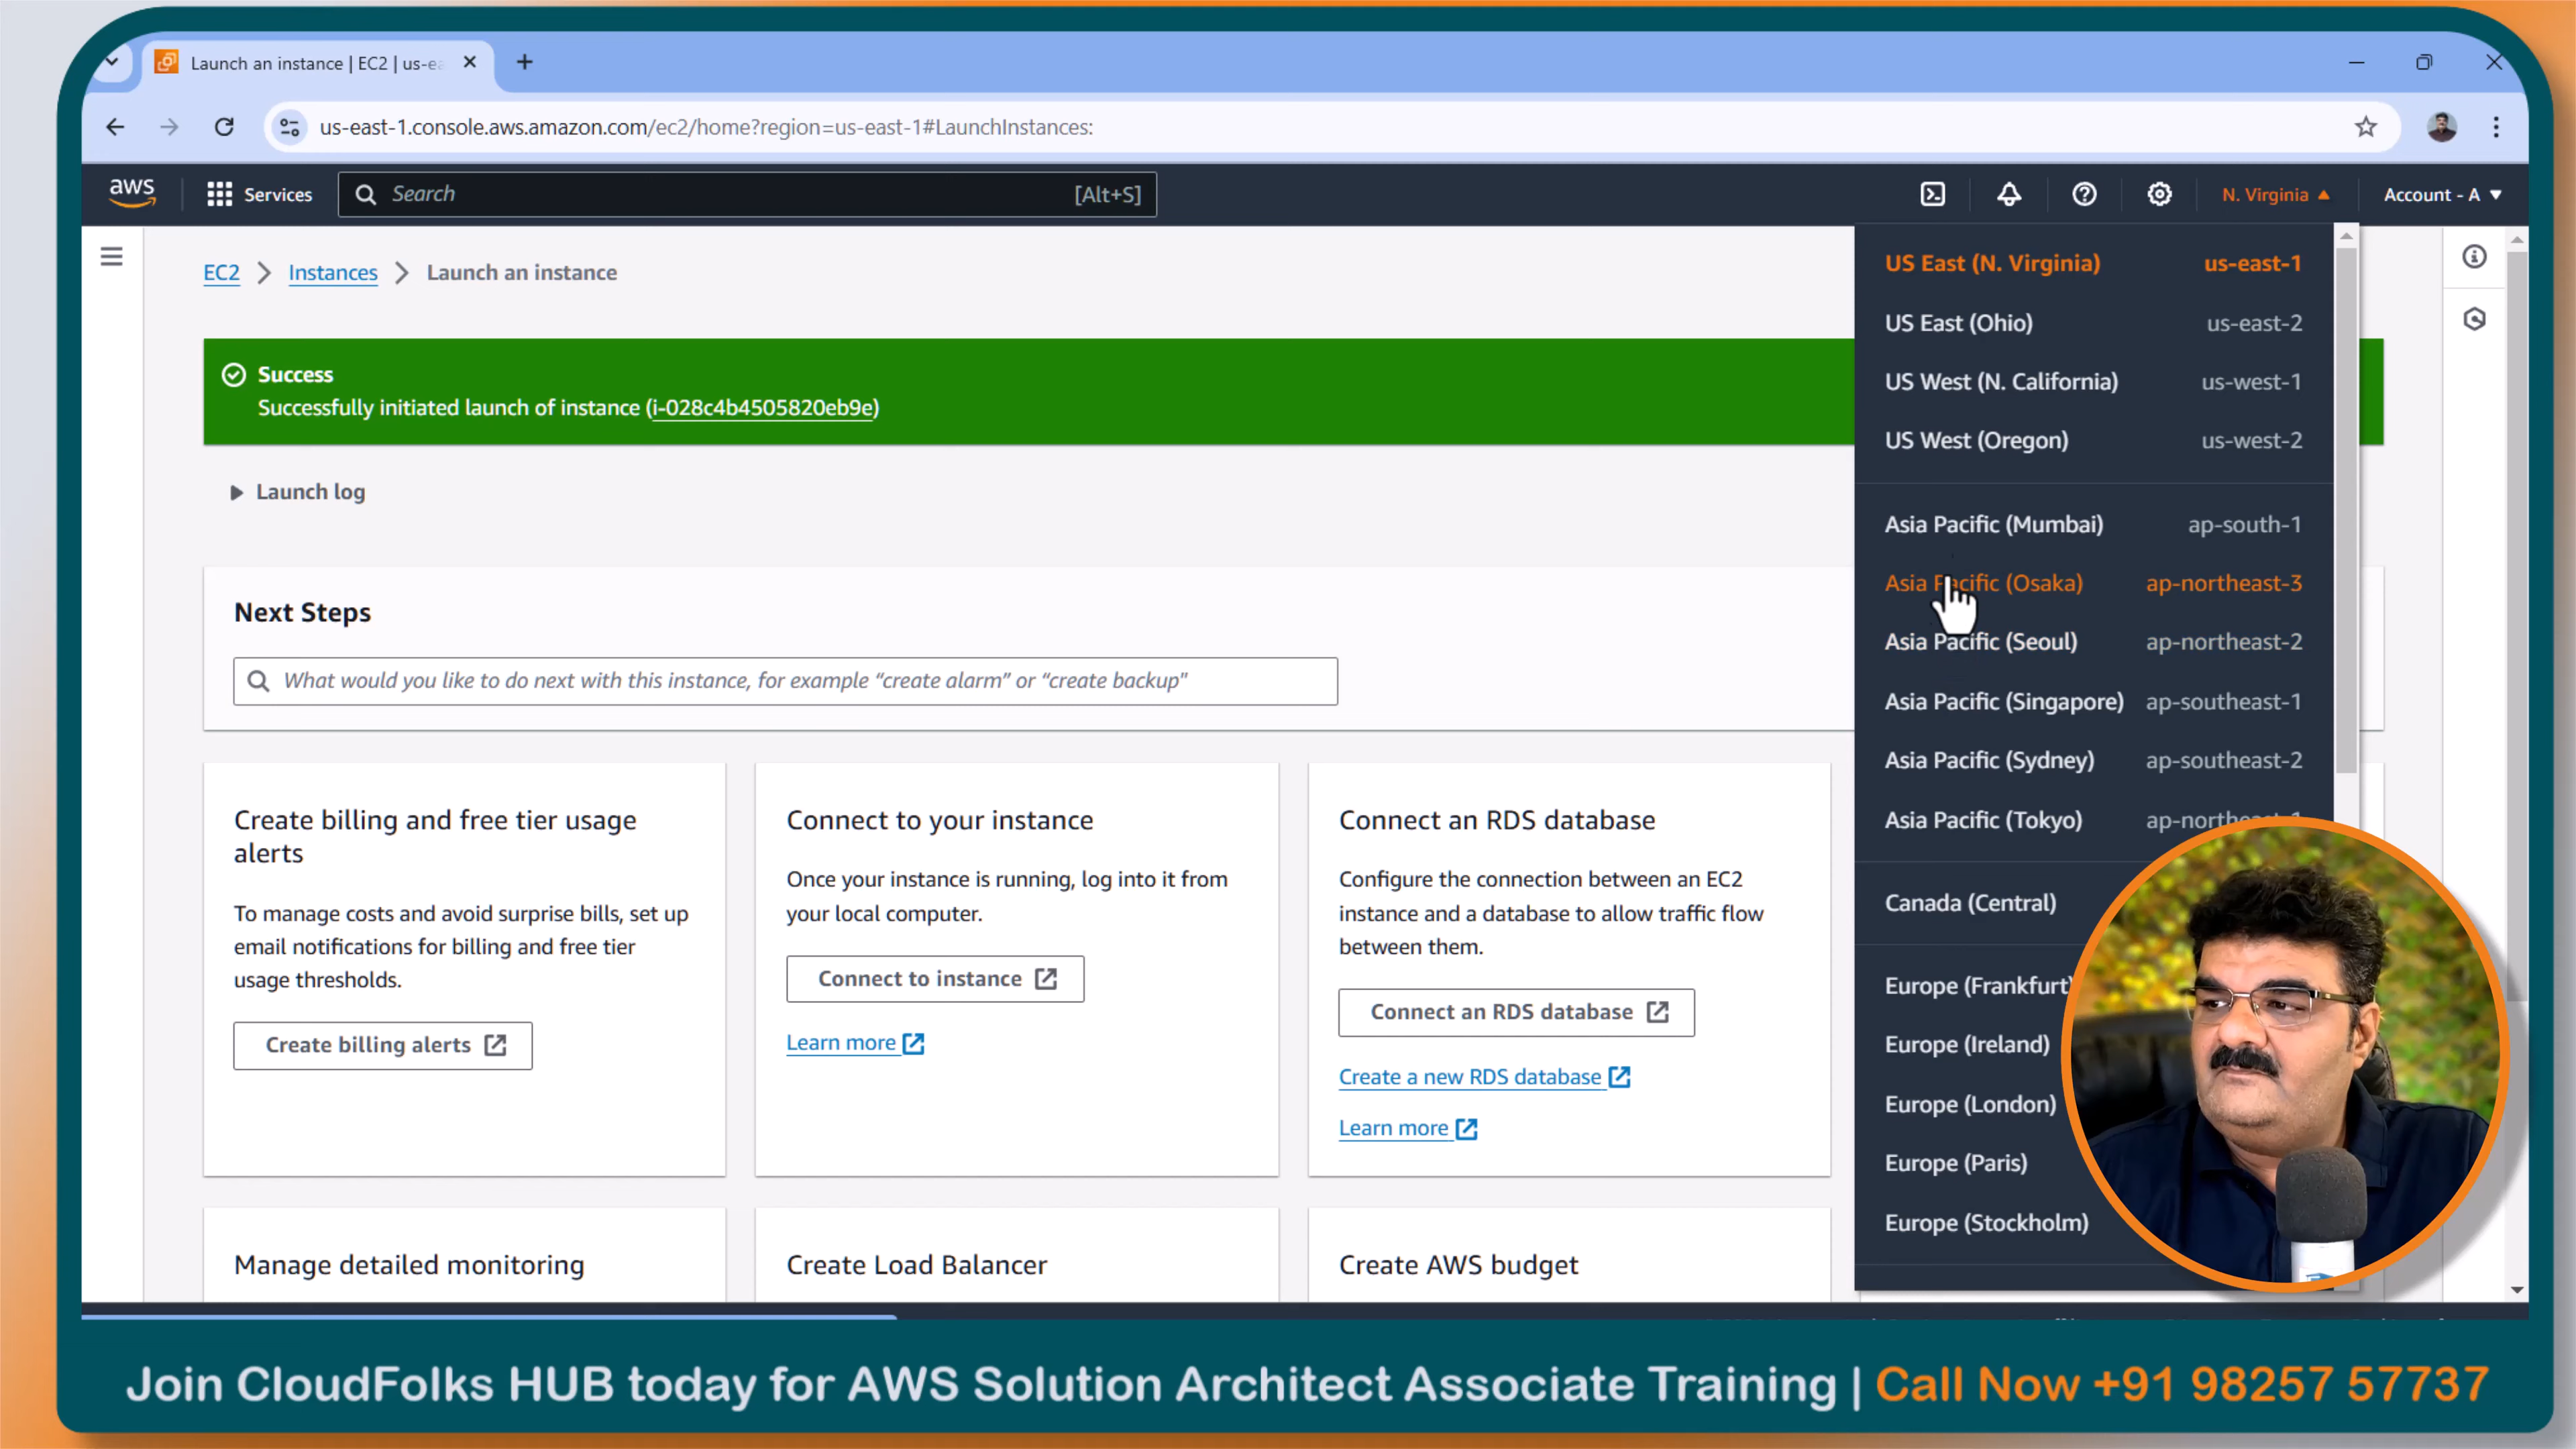 Launch an instance | EC2 | us-ea
us-east-1.console.aws.amazon.com/ec2/home?region=us-east-1#LaunchInstances:
aws
Services
Search
[Alt+S]
N. Virginia
Account - A
EC2 > Instances > Launch an instance
Success
Successfully initiated launch of instance (i-028c4b4505820eb9e)
Launch log
Next Steps
What would you like to do next with this instance, for example “create alarm” or “create backup”
Create billing and free tier usage
alerts
To manage costs and avoid surprise bills, set up
email notifications for billing and free tier
usage thresholds.
Create billing alerts
Connect to your instance
Once your instance is running, log into it from
your local computer.
Connect to instance
Learn more
Connect an RDS database
Configure the connection between an EC2
instance and a database to allow traffic flow
between them.
Connect an RDS database
Create a new RDS database
Learn more
Manage detailed monitoring
Create Load Balancer
Create AWS budget
US East (N. Virginia) us-east-1
US East (Ohio) us-east-2
US West (N. California) us-west-1
US West (Oregon) us-west-2
Asia Pacific (Mumbai) ap-south-1
Asia Pacific (Osaka) ap-northeast-3
Asia Pacific (Seoul) ap-northeast-2
Asia Pacific (Singapore) ap-southeast-1
Asia Pacific (Sydney) ap-southeast-2
Asia Pacific (Tokyo) ap-northeast-1
Canada (Central)
Europe (Frankfurt)
Europe (Ireland)
Europe (London)
Europe (Paris)
Europe (Stockholm)
Join CloudFolks HUB today for AWS Solution Architect Associate Training | Call Now +91 98257 57737